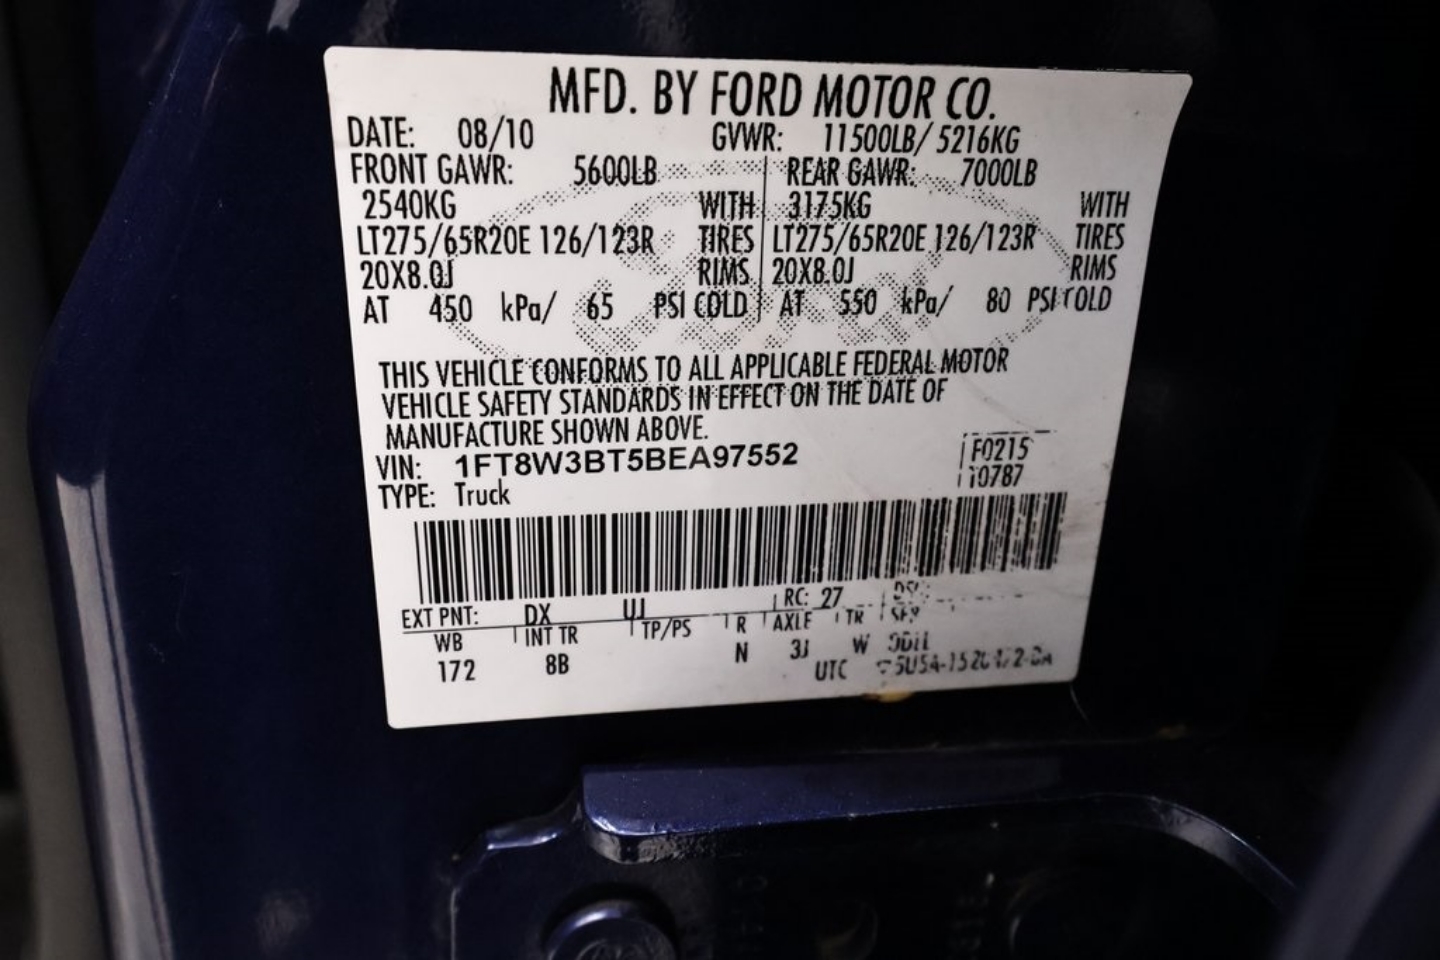 MFD. BY FORD MOTOR CO.
DATE: 08/10 GVWR: 11500LB/ 5216KG
FRONT GAWR: 5600LB REAR GAWR: 7000LB
2540KG WITH 3175KG WITH
LT275/65R20E 126/123R TIRES LT275/65R20E 126/123R TIRES
20X8.0J RIMS 20X8.0J RIMS
AT 450 kPa/ 65 PSI COLD AT 550 kPa/ 80 PSI COLD
THIS VEHICLE CONFORMS TO ALL APPLICABLE FEDERAL MOTOR
VEHICLE SAFETY STANDARDS IN EFFECT ON THE DATE OF
MANUFACTURE SHOWN ABOVE.
VIN: 1FT8W3BT5BEA97552 F0215
TYPE: Truck 10787
EXT PNT: DX UJ RC: 27
WB INT TR TP/PS R AXLE TR
172 8B N 3J W
UTC